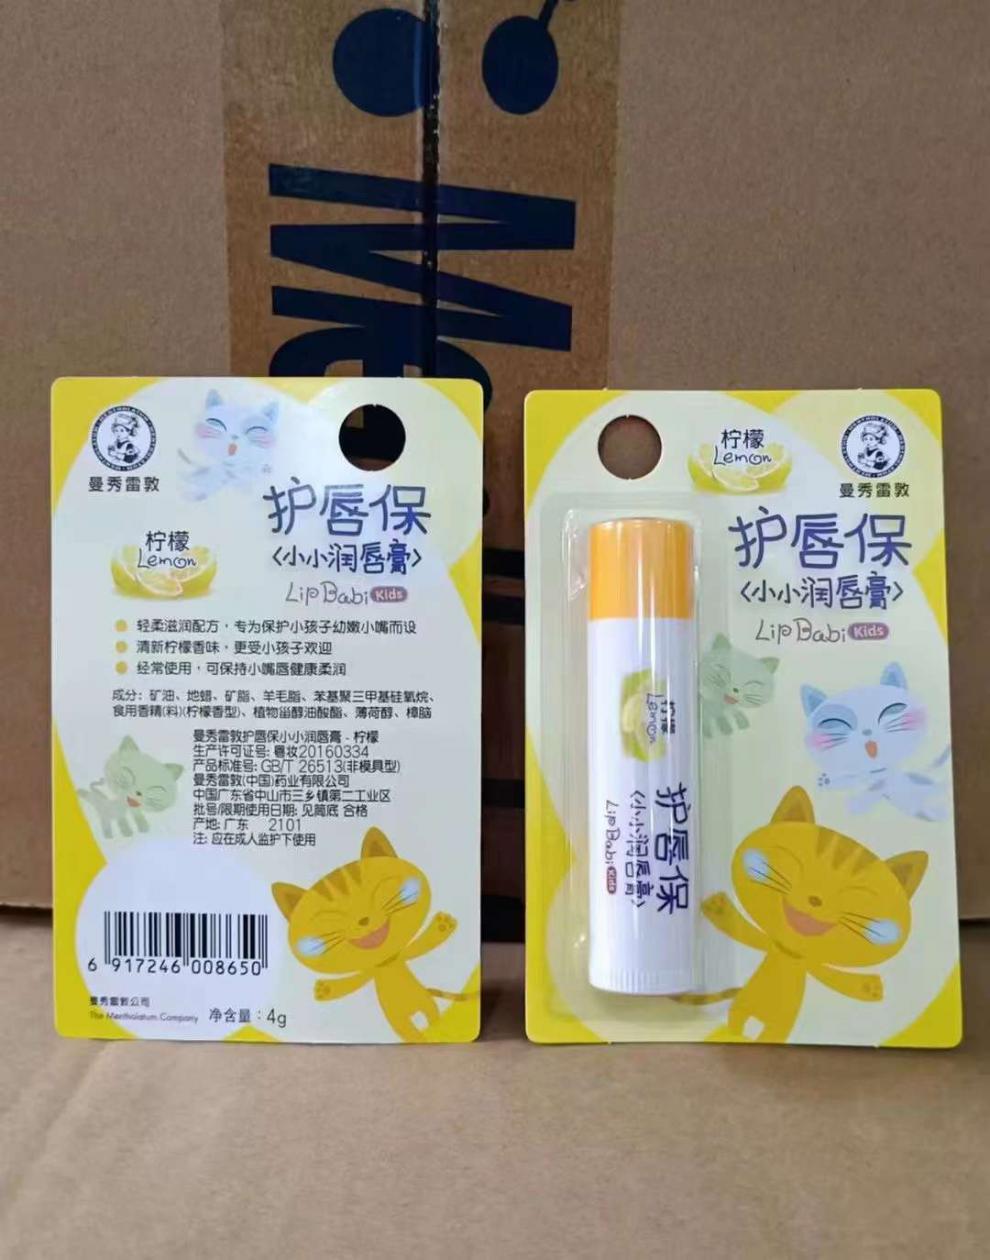 Me
曼秀雷敦
护唇保
柠檬
Lemon
〈小小润唇膏〉
LipBabi Kids
轻柔滋润配方，专为保护小孩子幼嫩小嘴而设
清新柠檬香味，更受小孩子欢迎
经常使用，可保持小嘴唇健康柔润
成分：矿油、地蜡、矿脂、羊毛脂、苯基聚三甲基硅氧烷、
食用香精(料)(柠檬香型)、植物甾醇油酸酯、薄荷醇、樟脑
曼秀雷敦护唇保小小润唇膏 - 柠檬
生产许可证号: 粤妆20160334
产品标准号: GB/T 26513(非模具型)
曼秀雷敦(中国)药业有限公司
中国广东省中山市三乡镇第二工业区
批号/限期使用日期: 见筒底 合格
产地: 广东 2101
注: 应在成人监护下使用
6 917246 008650
曼秀雷敦公司
The Mentholatum Company
净含量：4g
柠檬
Lemon
曼秀雷敦
护唇保
〈小小润唇膏〉
LipBabi Kids
柠檬
Lemon
护唇保
〈小小润唇膏〉
LipBabi Kids